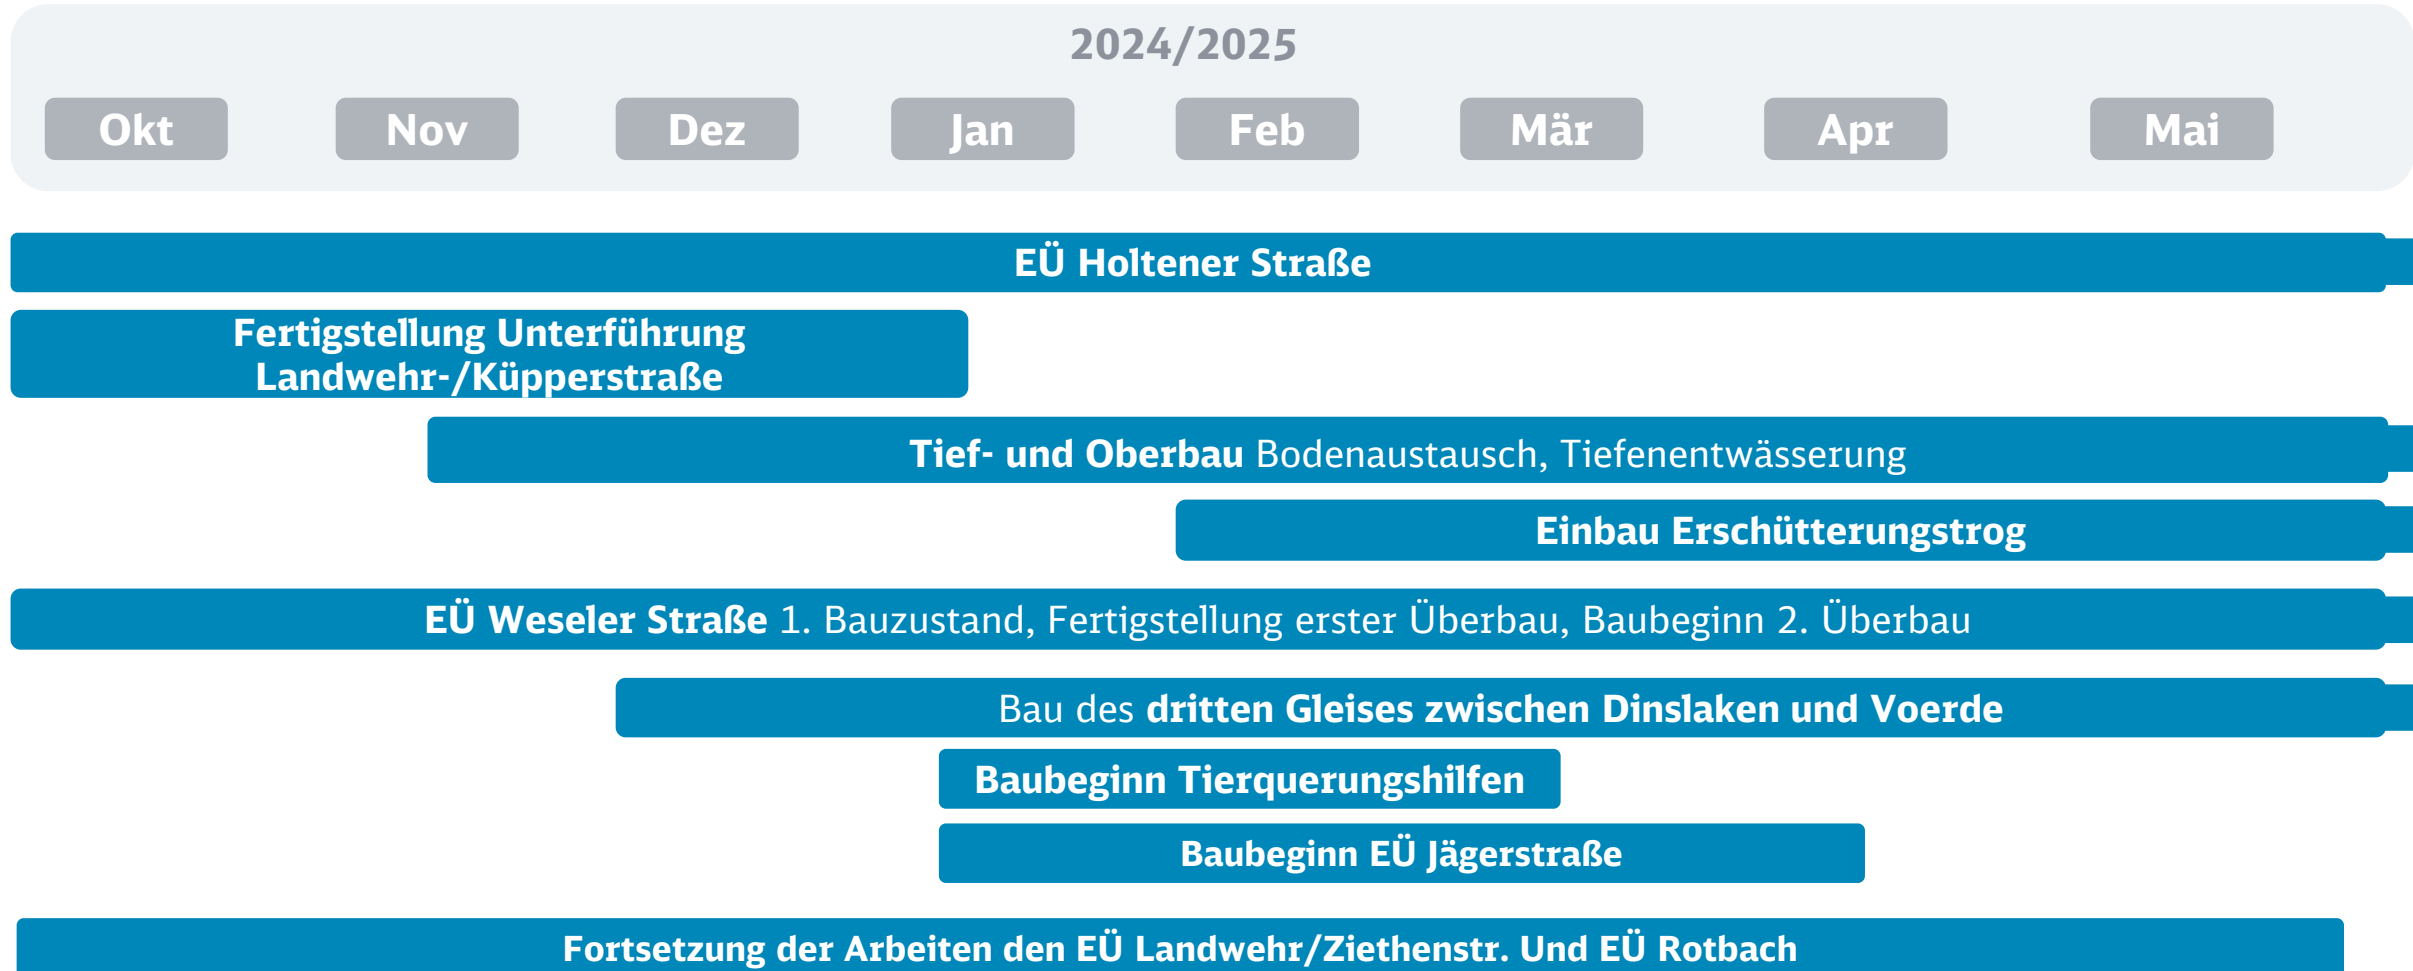 2024/2025
Okt Nov Dez Jan Feb Mär Apr Mai
EÜ Holtener Straße
Fertigstellung Unterführung
Landwehr-/Küpperstraße
Tief- und Oberbau Bodenaustausch, Tiefenentwässerung
Einbau Erschütterungstrog
EÜ Weseler Straße 1. Bauzustand, Fertigstellung erster Überbau, Baubeginn 2. Überbau
Bau des dritten Gleises zwischen Dinslaken und Voerde
Baubeginn Tierquerungshilfen
Baubeginn EÜ Jägerstraße
Fortsetzung der Arbeiten den EÜ Landwehr/Ziethenstr. Und EÜ Rotbach